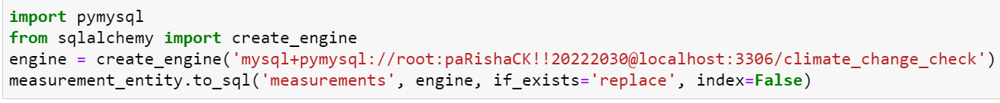 import pymysql
from sqlalchemy import create_engine
engine = create_engine('mysql+pymysql://root:paRishaCK!!20222030@localhost:3306/climate_change_check')
measurement_entity.to_sql('measurements', engine, if_exists='replace', index=False)